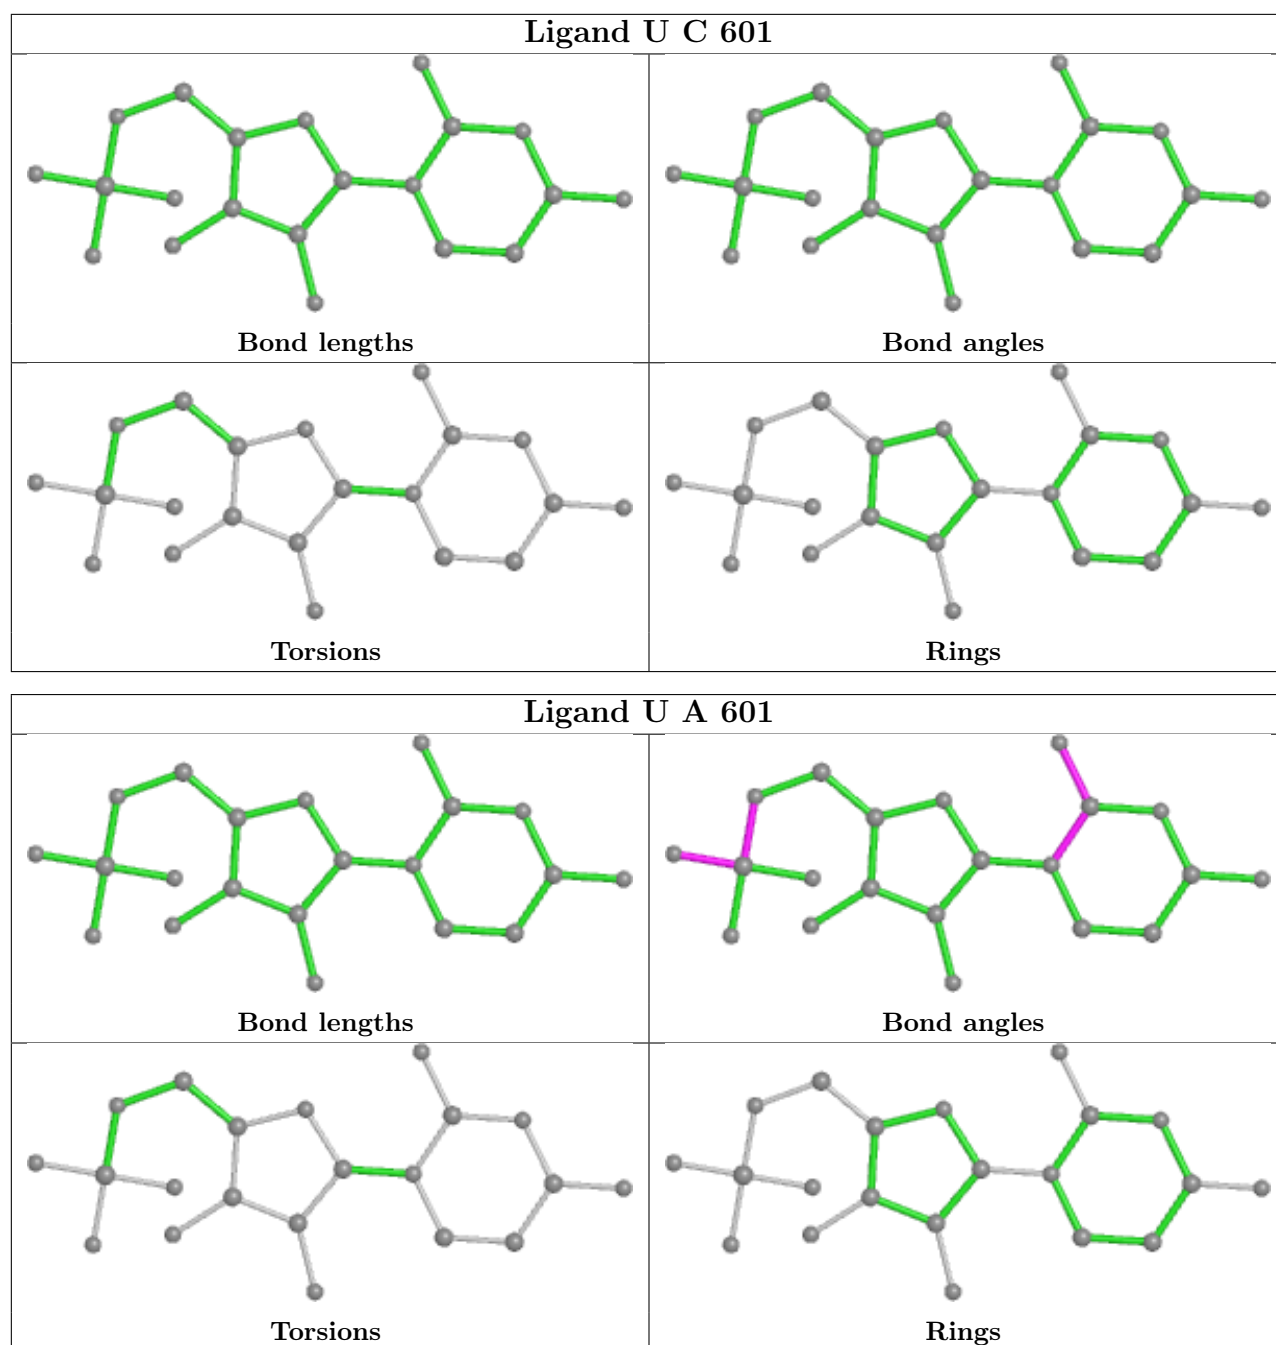 Ligand U C 601
Bond lengths
Bond angles
Torsions
Rings
Ligand U A 601
Bond lengths
Bond angles
Torsions
Rings